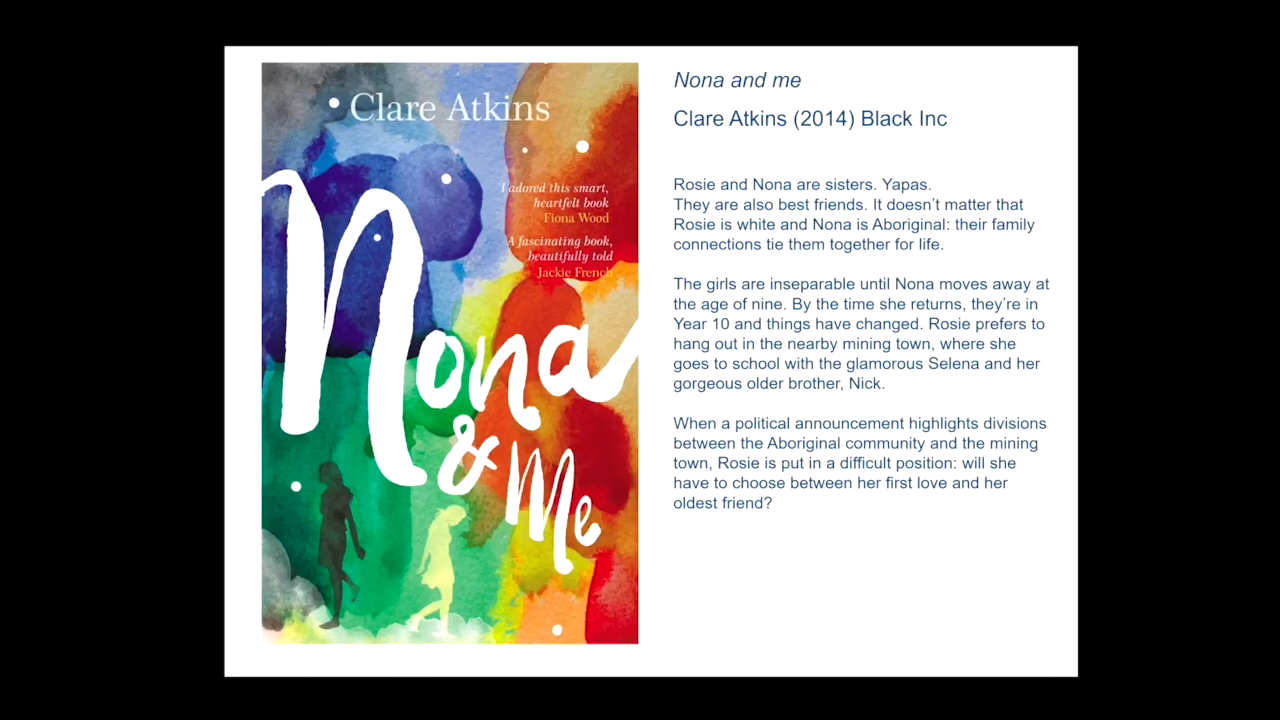 Clare Atkins
I adored this smart,
heartfelt book
Fiona Wood
A fascinating book,
beautifully told
Jackie French
Nona
& Me
Nona and me
Clare Atkins (2014) Black Inc
Rosie and Nona are sisters. Yapas.
They are also best friends. It doesn't matter that
Rosie is white and Nona is Aboriginal: their family
connections tie them together for life.
The girls are inseparable until Nona moves away at
the age of nine. By the time she returns, they're in
Year 10 and things have changed. Rosie prefers to
hang out in the nearby mining town, where she
goes to school with the glamorous Selena and her
gorgeous older brother, Nick.
When a political announcement highlights divisions
between the Aboriginal community and the mining
town, Rosie is put in a difficult position: will she
have to choose between her first love and her
oldest friend?